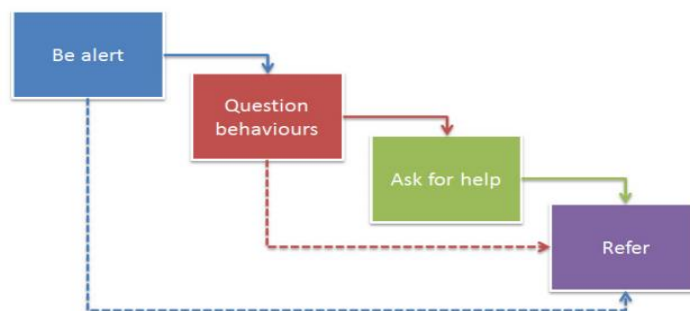 Be alert
Question
behaviours
Ask for help
Refer